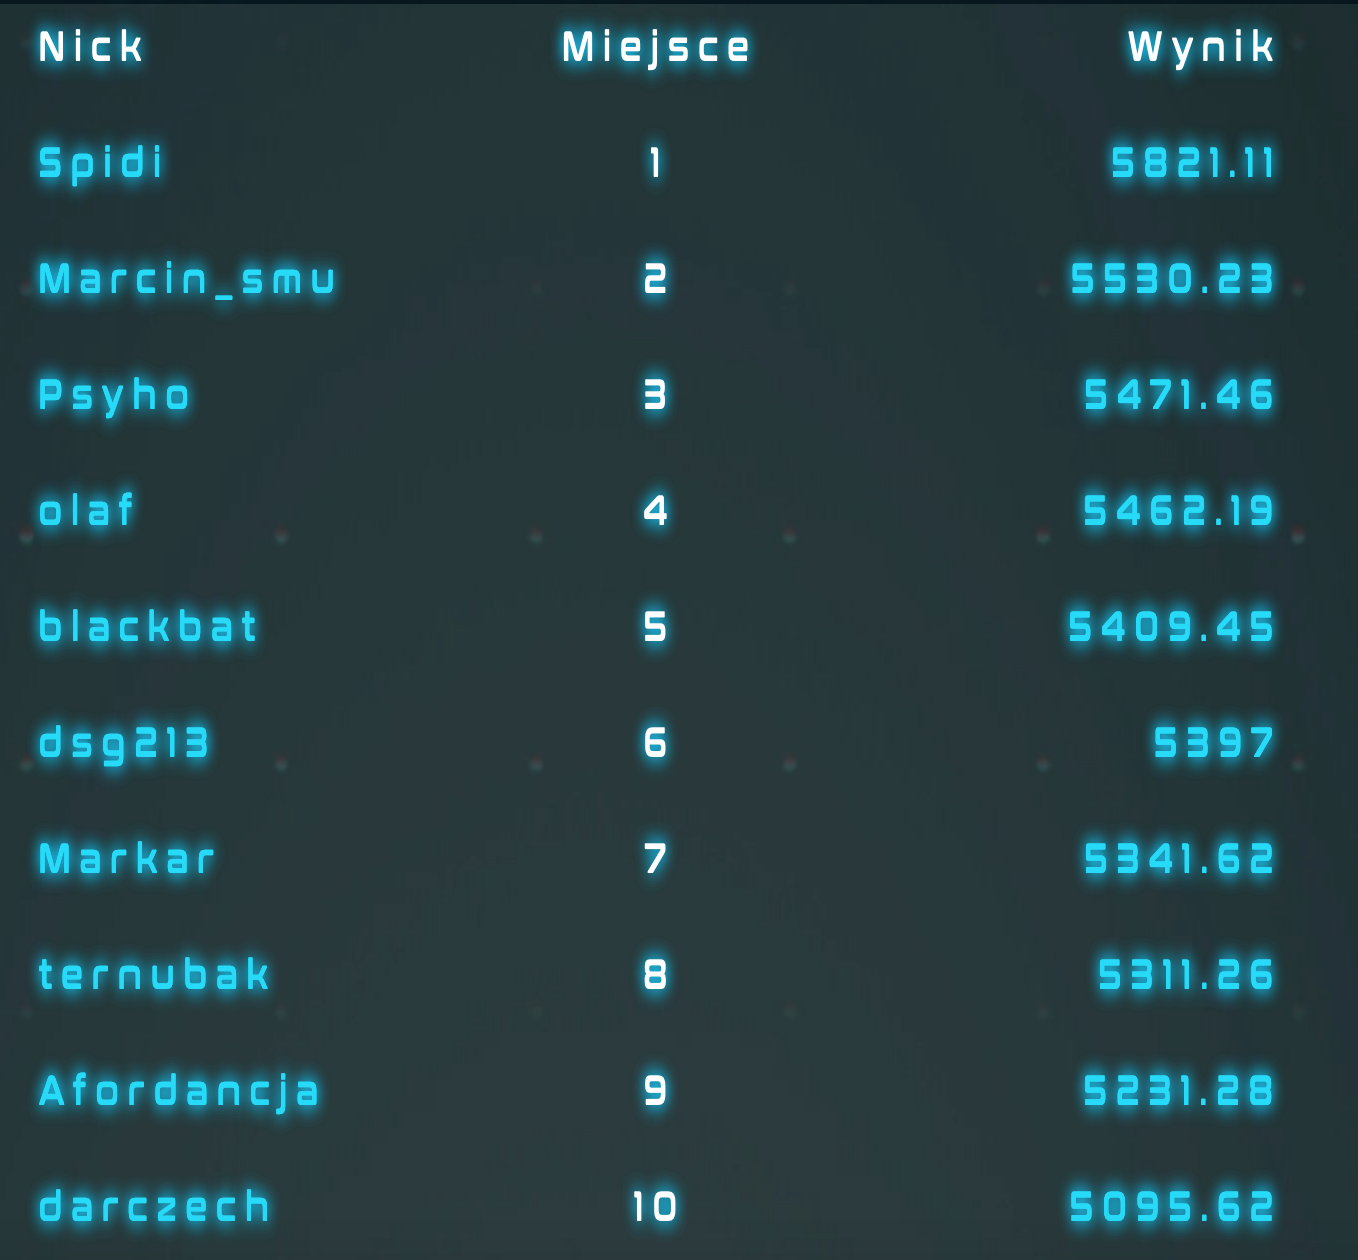 Nick Miejsce Wynik
Spidi 1 5821.11
Marcin_smu 2 5530.23
Psyho 3 5471.46
olaf 4 5462.19
blackbat 5 5409.45
dsg213 6 5397
Markar 7 5341.62
ternubak 8 5311.26
Afordancja 9 5231.28
darczech 10 5095.62